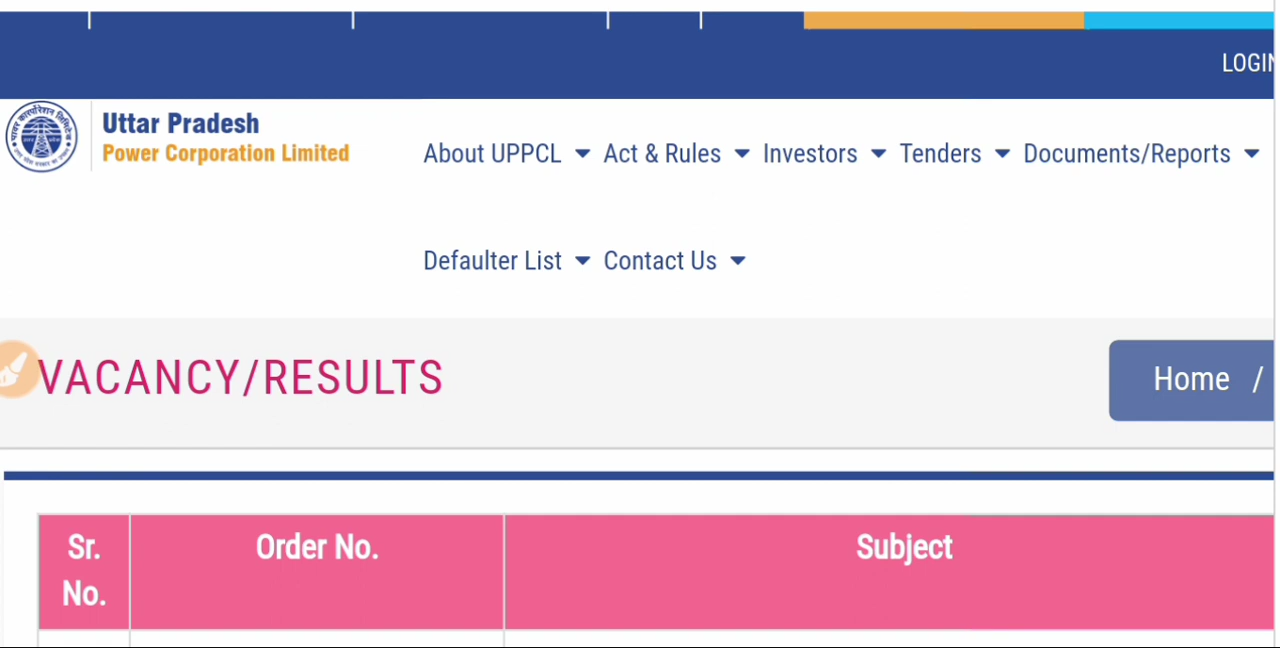 LOGIN
Uttar Pradesh
Power Corporation Limited
About UPPCL Act & Rules Investors Tenders Documents/Reports
Defaulter List Contact Us
VACANCY/RESULTS
Home /
Sr. No.
Order No.
Subject